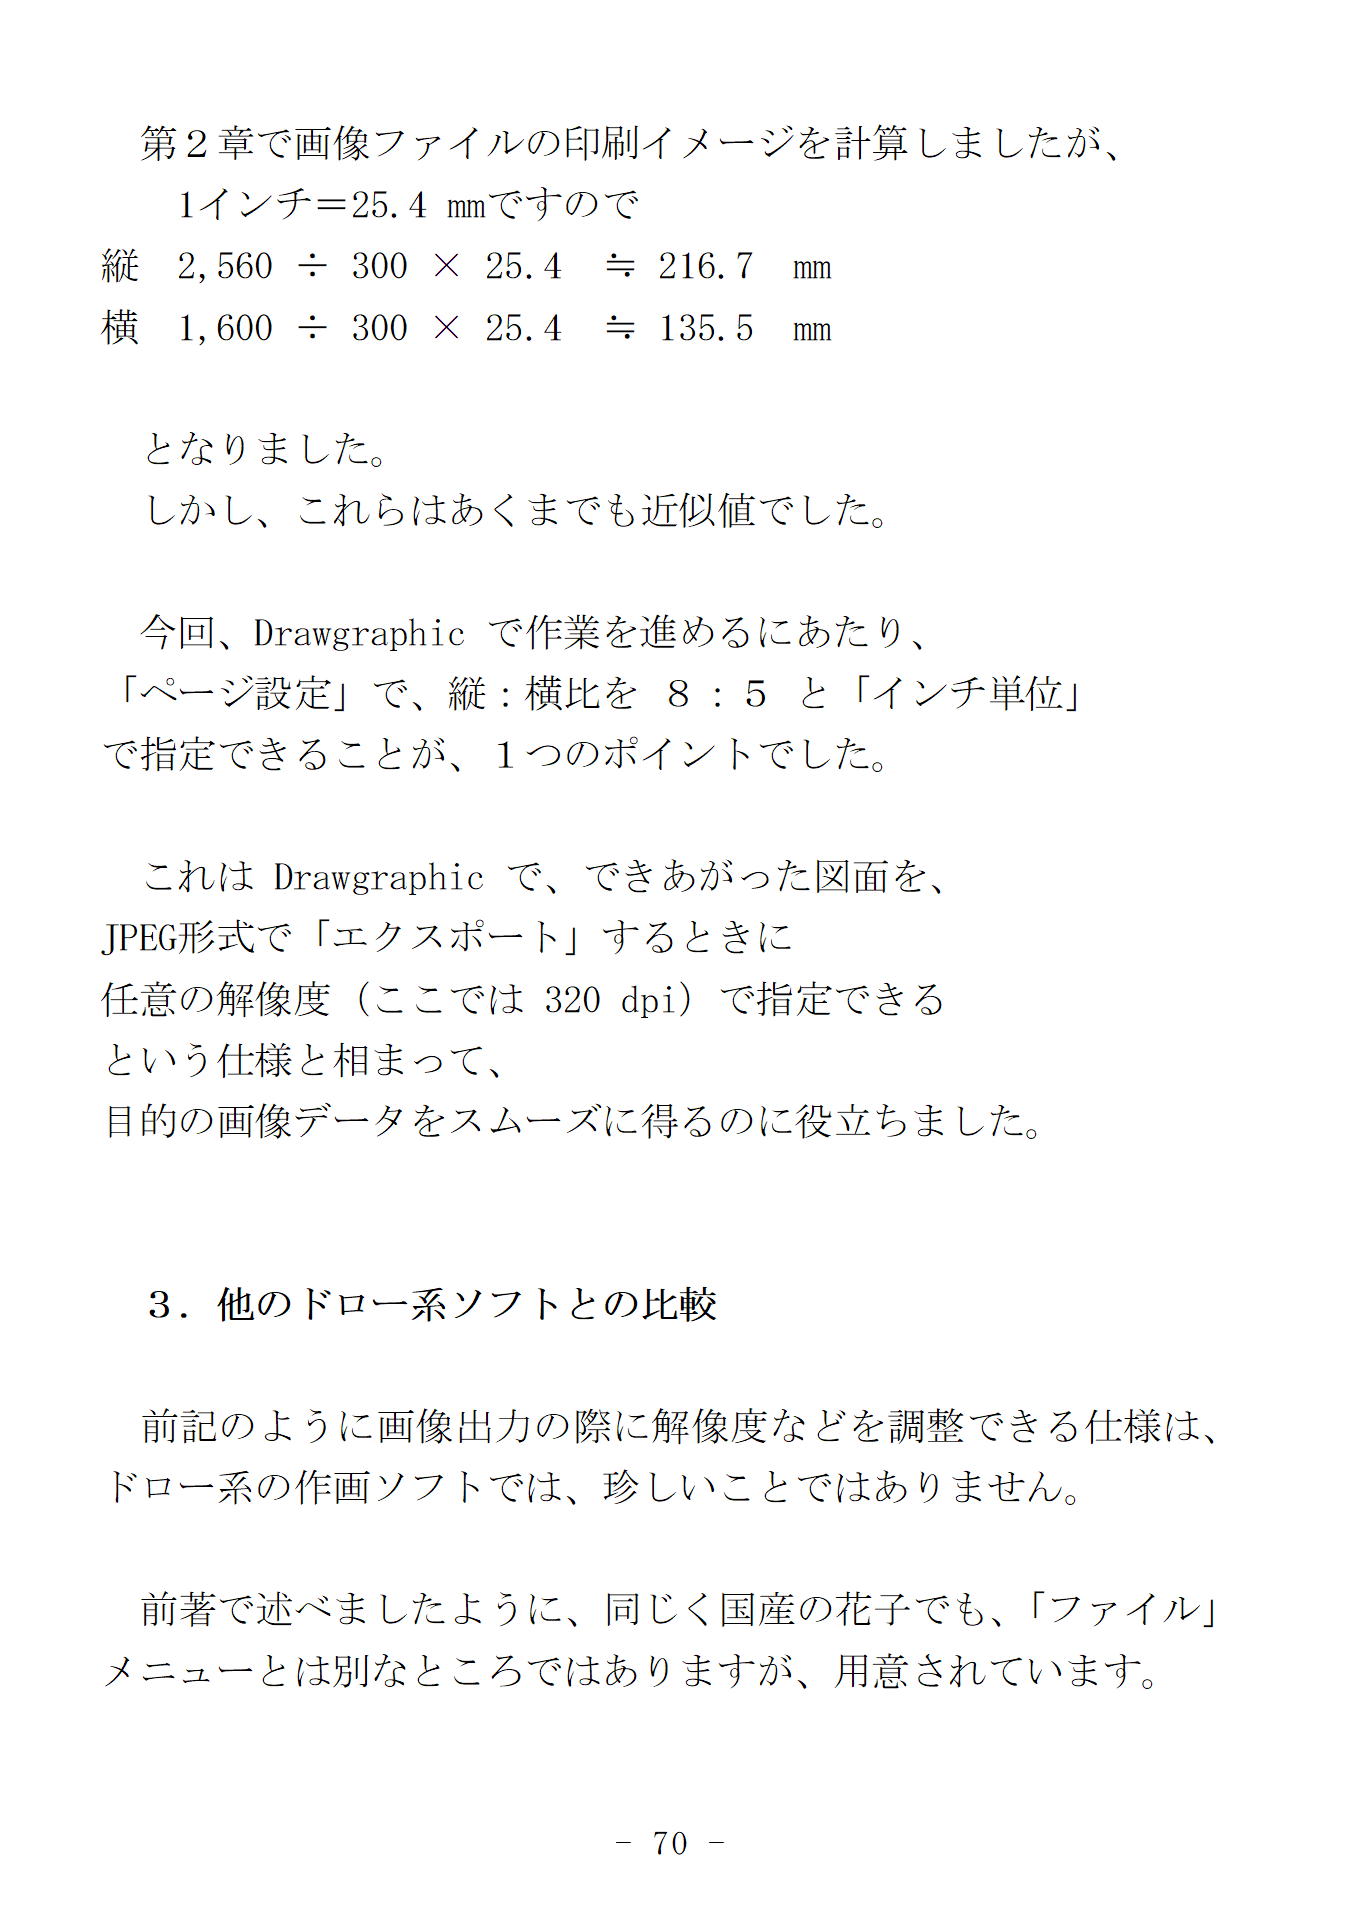 第２章で画像ファイルの印刷イメージを計算しましたが、
1インチ＝25.4 ㎜ですので
縦　2,560 ÷ 300 × 25.4　≒ 216.7　㎜
横　1,600 ÷ 300 × 25.4　≒ 135.5　㎜
となりました。
しかし、これらはあくまでも近似値でした。
今回、Drawgraphic で作業を進めるにあたり、
「ページ設定」で、縦：横比を ８：５ と「インチ単位」
で指定できることが、１つのポイントでした。
これは Drawgraphic で、できあがった図面を、
JPEG形式で「エクスポート」するときに
任意の解像度（ここでは 320 dpi）で指定できる
という仕様と相まって、
目的の画像データをスムーズに得るのに役立ちました。
３．他のドロー系ソフトとの比較
前記のように画像出力の際に解像度などを調整できる仕様は、
ドロー系の作画ソフトでは、珍しいことではありません。
前著で述べましたように、同じく国産の花子でも、「ファイル」
メニューとは別なところではありますが、用意されています。
- 70 -